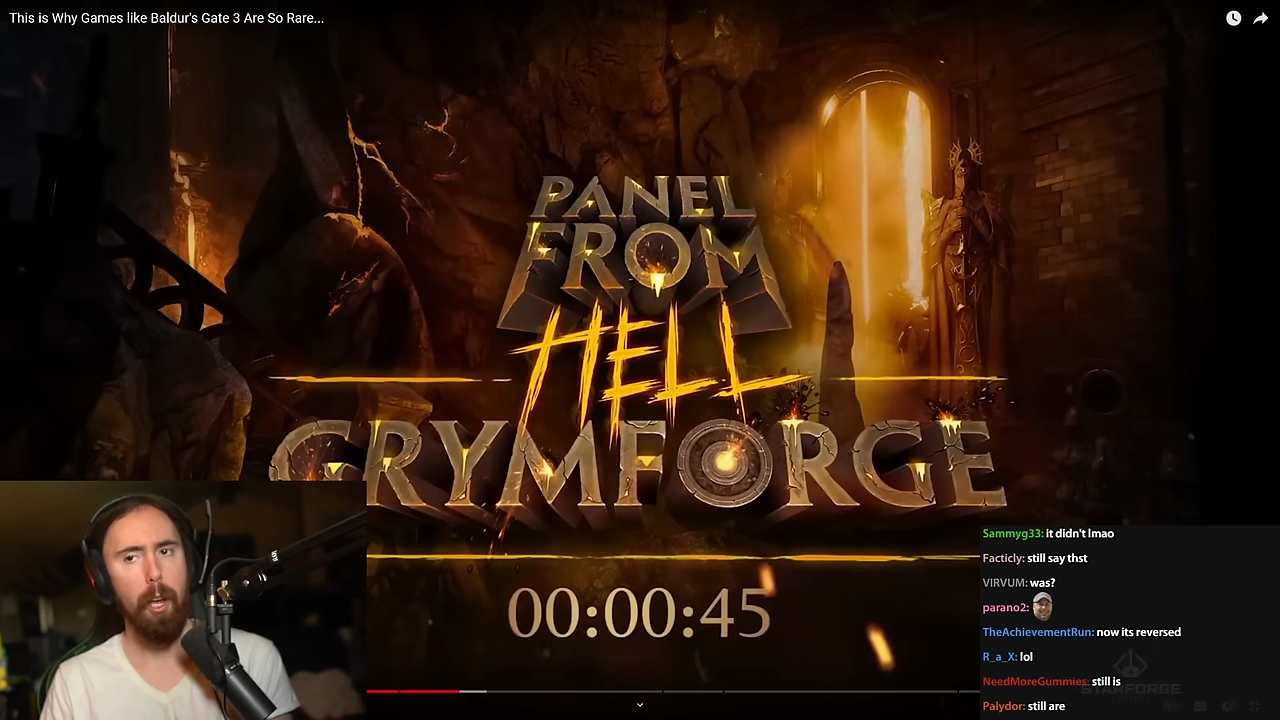 This is Why Games like Baldur's Gate 3 Are So Rare...
PANEL
FROM
HELL
GRYMFORGE
00:00:45
Sammyg33: it didn't lmao
Facticly: still say thst
VIRVUM: was?
parano2:
TheAchievementRun: now its reversed
R_a_X: lol
NeedMoreGummies: still is
STARFORGE
Palydor: still are